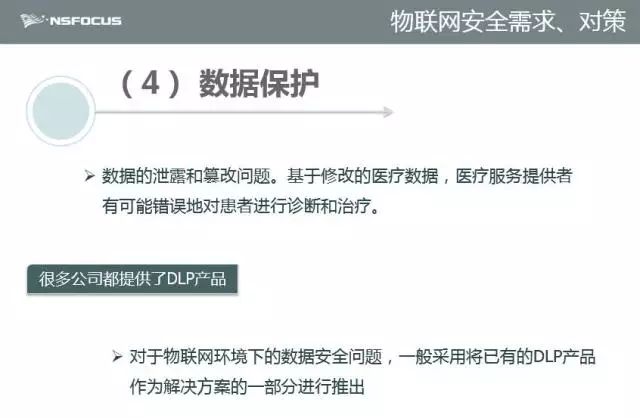 NSFOCUS
物联网安全需求、对策
（4）数据保护
数据的泄露和篡改问题。基于修改的医疗数据，医疗服务提供者
有可能错误地对患者进行诊断和治疗。
很多公司都提供了DLP产品
对于物联网环境下的数据安全问题，一般采用将已有的DLP产品
作为解决方案的一部分进行推出